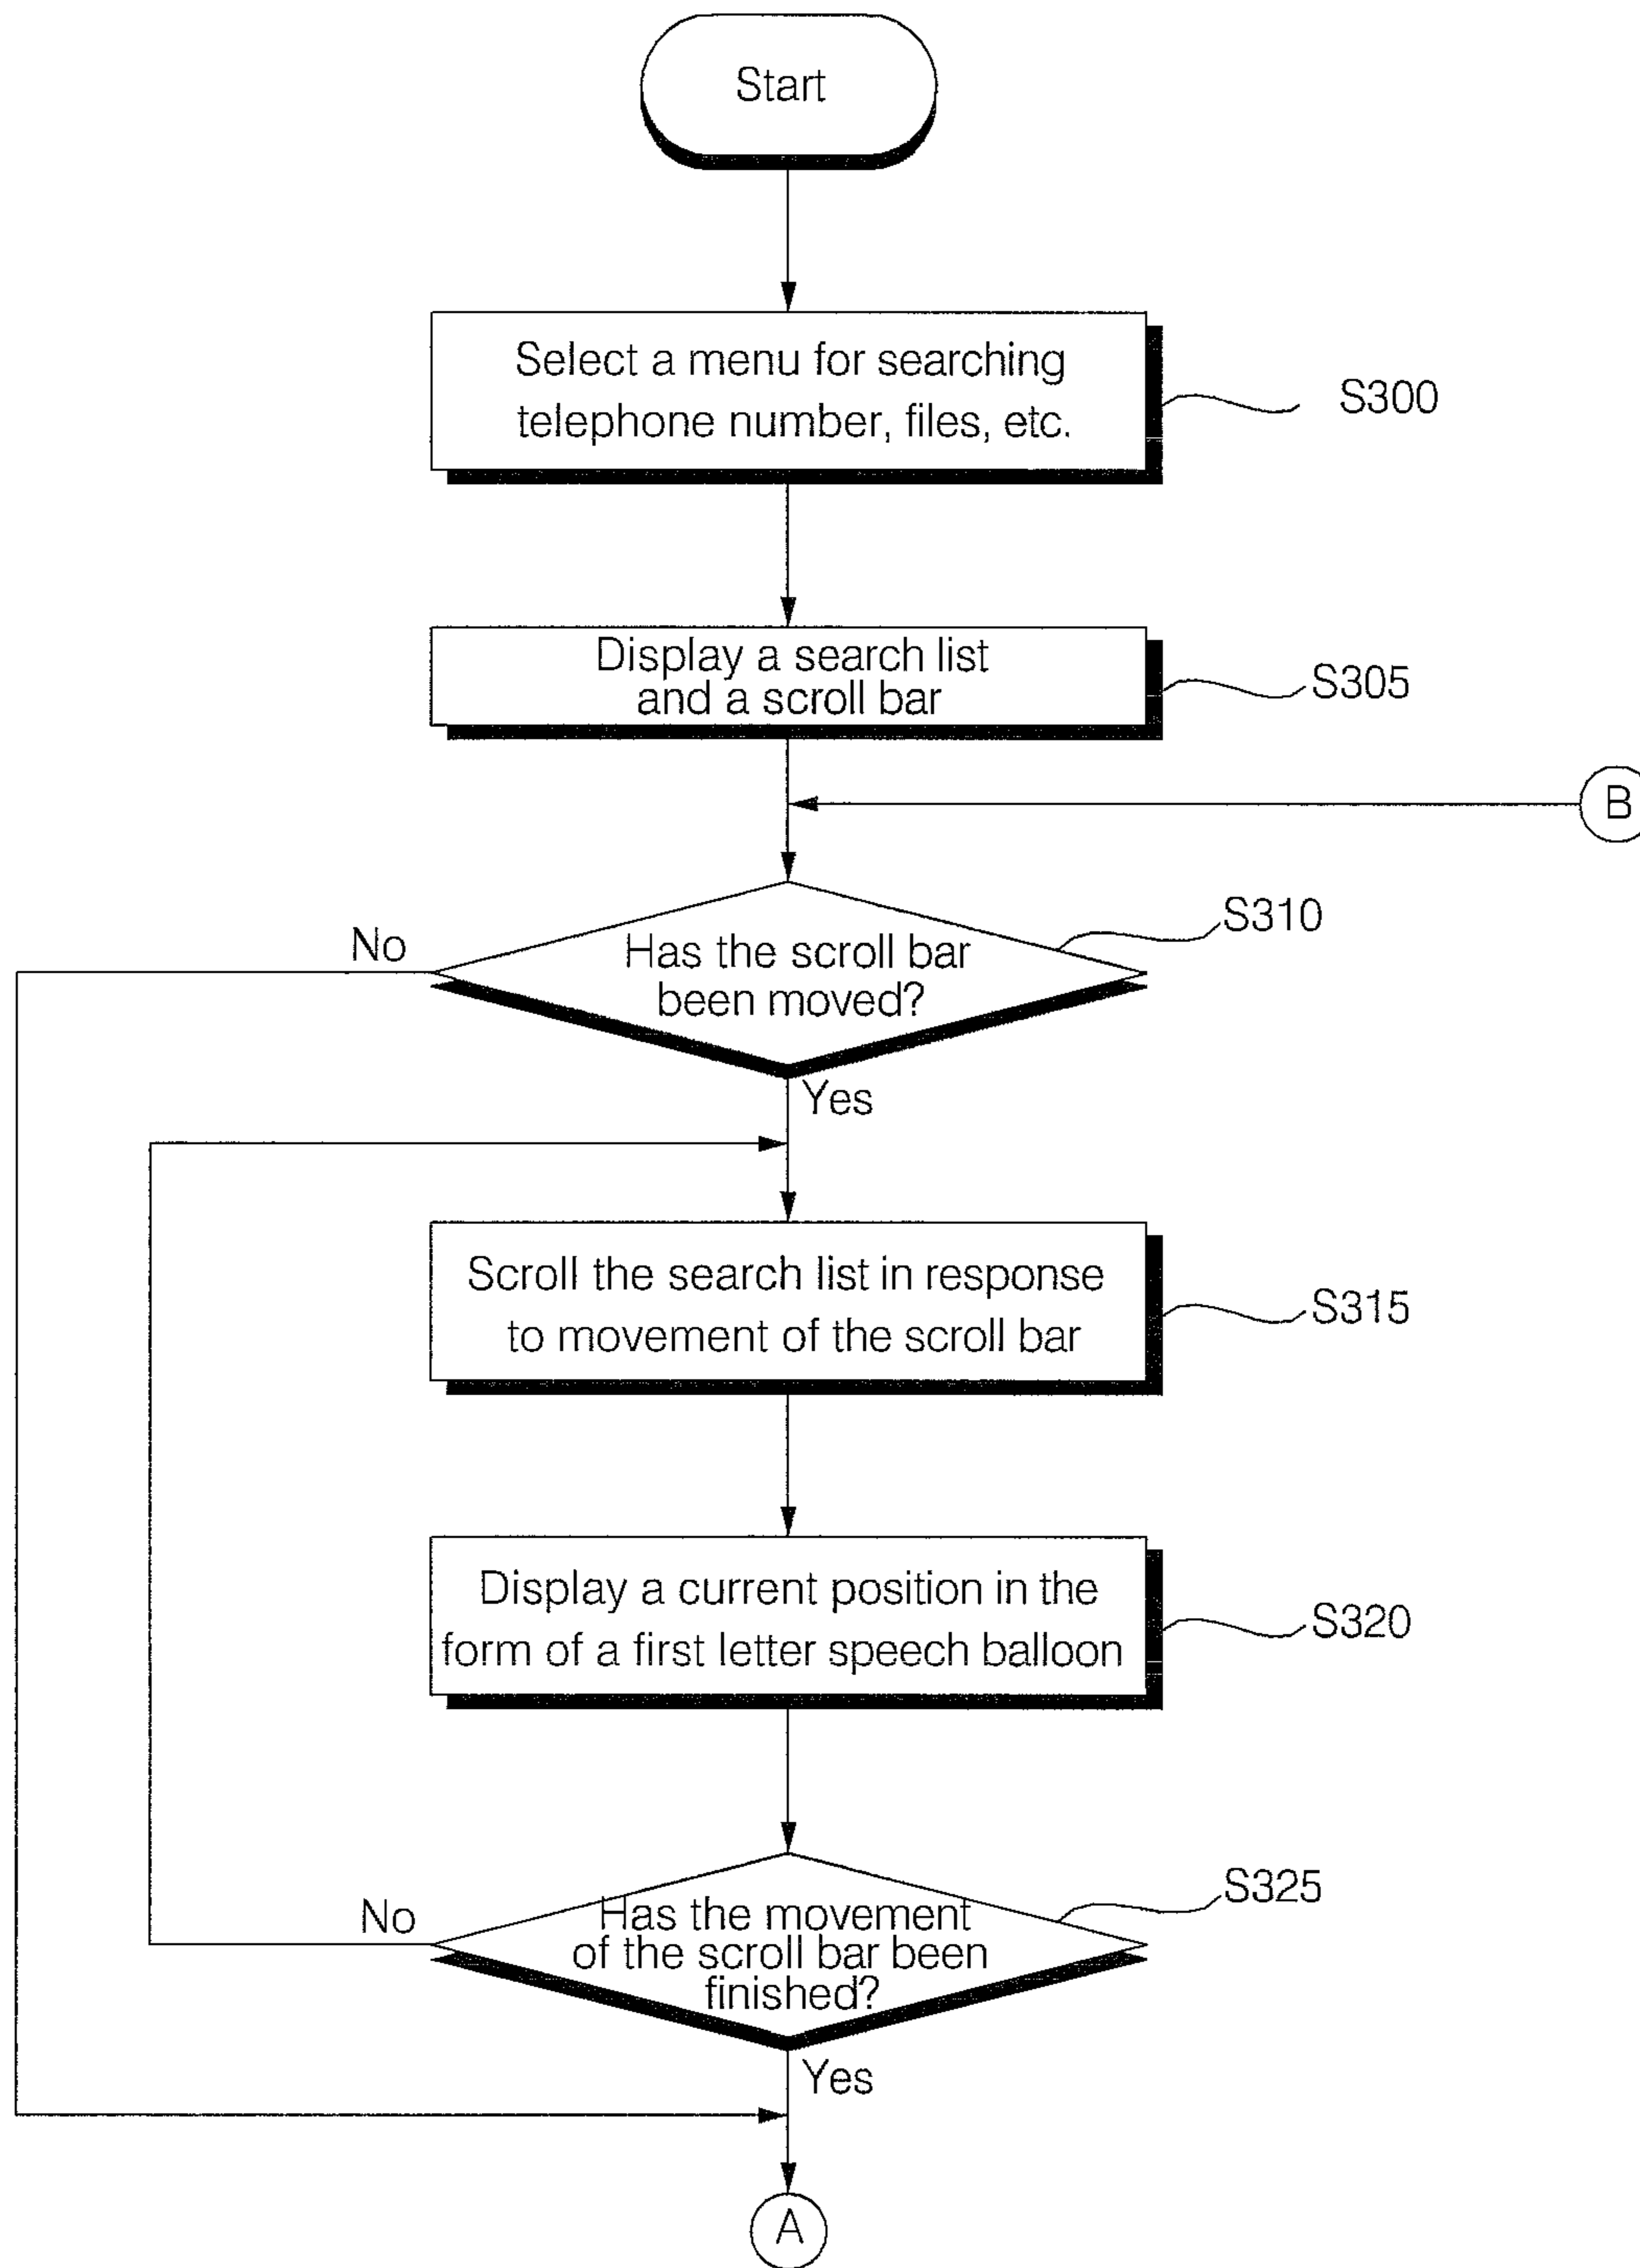 Start
Select a menu for searching
telephone number, files, etc.
S300
Display a search list
and a scroll bar
S305
B
S310
No
Has the scroll bar
been moved?
Yes
Scroll the search list in response
to movement of the scroll bar
S315
Display a current position in the
form of a first letter speech balloon
S320
S325
No
Has the movement
of the scroll bar been
finished?
Yes
A